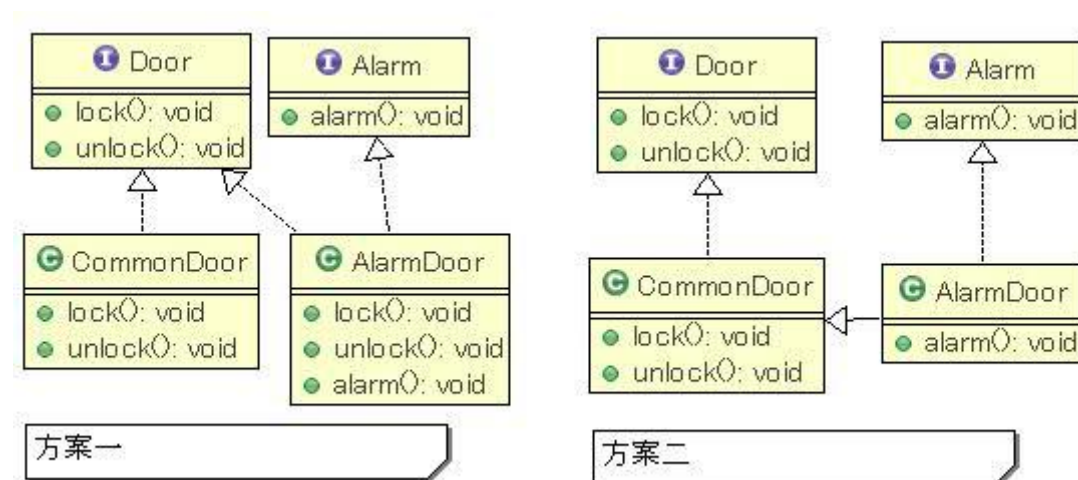 Door
lock(): void
unlock(): void
Alarm
alarm(): void
CommonDoor
lock(): void
unlock(): void
AlarmDoor
lock(): void
unlock(): void
alarm(): void
方案一
Door
lock(): void
unlock(): void
Alarm
alarm(): void
CommonDoor
lock(): void
unlock(): void
AlarmDoor
alarm(): void
方案二